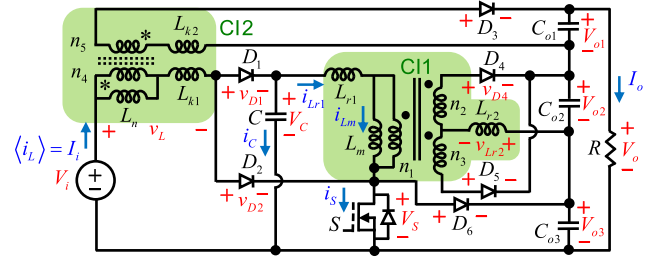 CI2
n5 * Lk2
+ D3 −
Co1 + Vo1 −
n4
* Ln
Lk1
D1
+ vD1 −
+ vL −
iLr1
Lr1
CI1
D4
+ vD4 −
n2
Lr2
Co2 + Vo2 −
Io
⟨iL⟩ = Ii
C
iC
+ VC −
iLm
Lm
n1
− vLr2 +
n3
R + Vo −
Vi
+ −
D2
+ vD2 −
+ D5 −
iS
S
+ VS −
+ D6 −
Co3 + Vo3 −